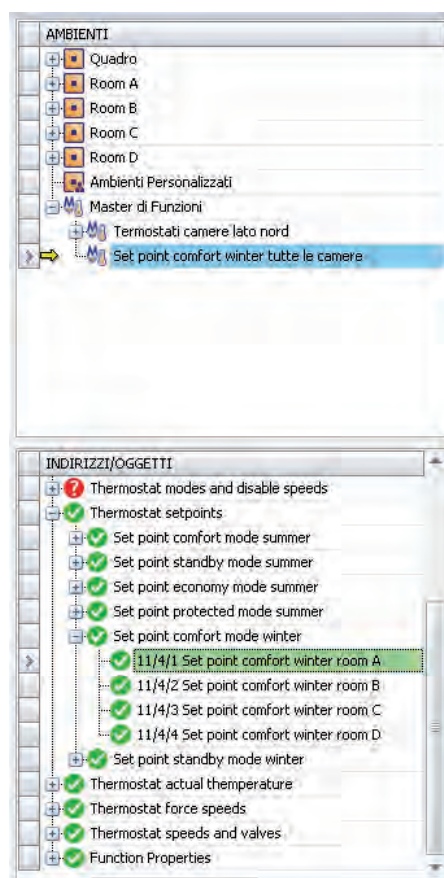 AMBIENTI
Quadro
Room A
Room B
Room C
Room D
Ambienti Personalizzati
Master di Funzioni
Termostati camere lato nord
Set point comfort winter tutte le camere
INDIRIZZI/OGGETTI
Thermostat modes and disable speeds
Thermostat setpoints
Set point comfort mode summer
Set point standby mode summer
Set point economy mode summer
Set point protected mode summer
Set point comfort mode winter
11/4/1 Set point comfort winter room A
11/4/2 Set point comfort winter room B
11/4/3 Set point comfort winter room C
11/4/4 Set point comfort winter room D
Set point standby mode winter
Thermostat actual themperature
Thermostat force speeds
Thermostat speeds and valves
Function Properties